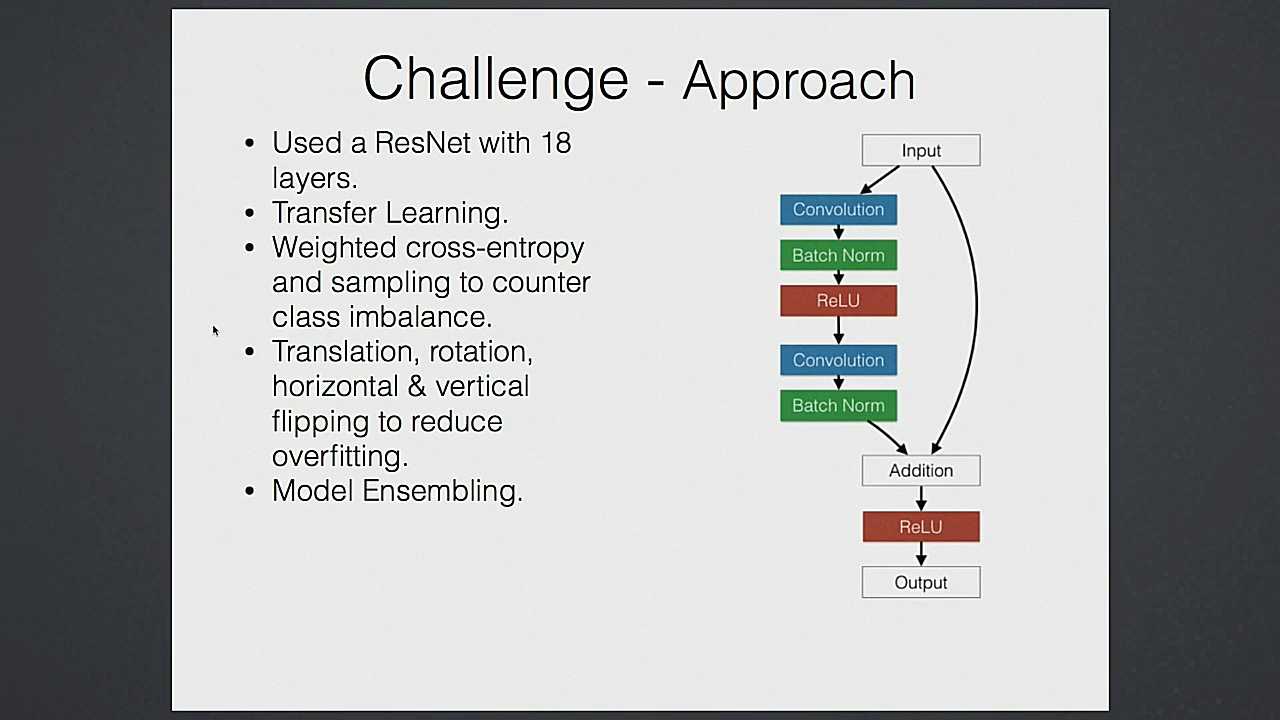 Challenge - Approach
• Used a ResNet with 18
layers.
• Transfer Learning.
• Weighted cross-entropy
and sampling to counter
class imbalance.
• Translation, rotation,
horizontal & vertical
flipping to reduce
overfitting.
• Model Ensembling.
Input
Convolution
Batch Norm
ReLU
Convolution
Batch Norm
Addition
ReLU
Output